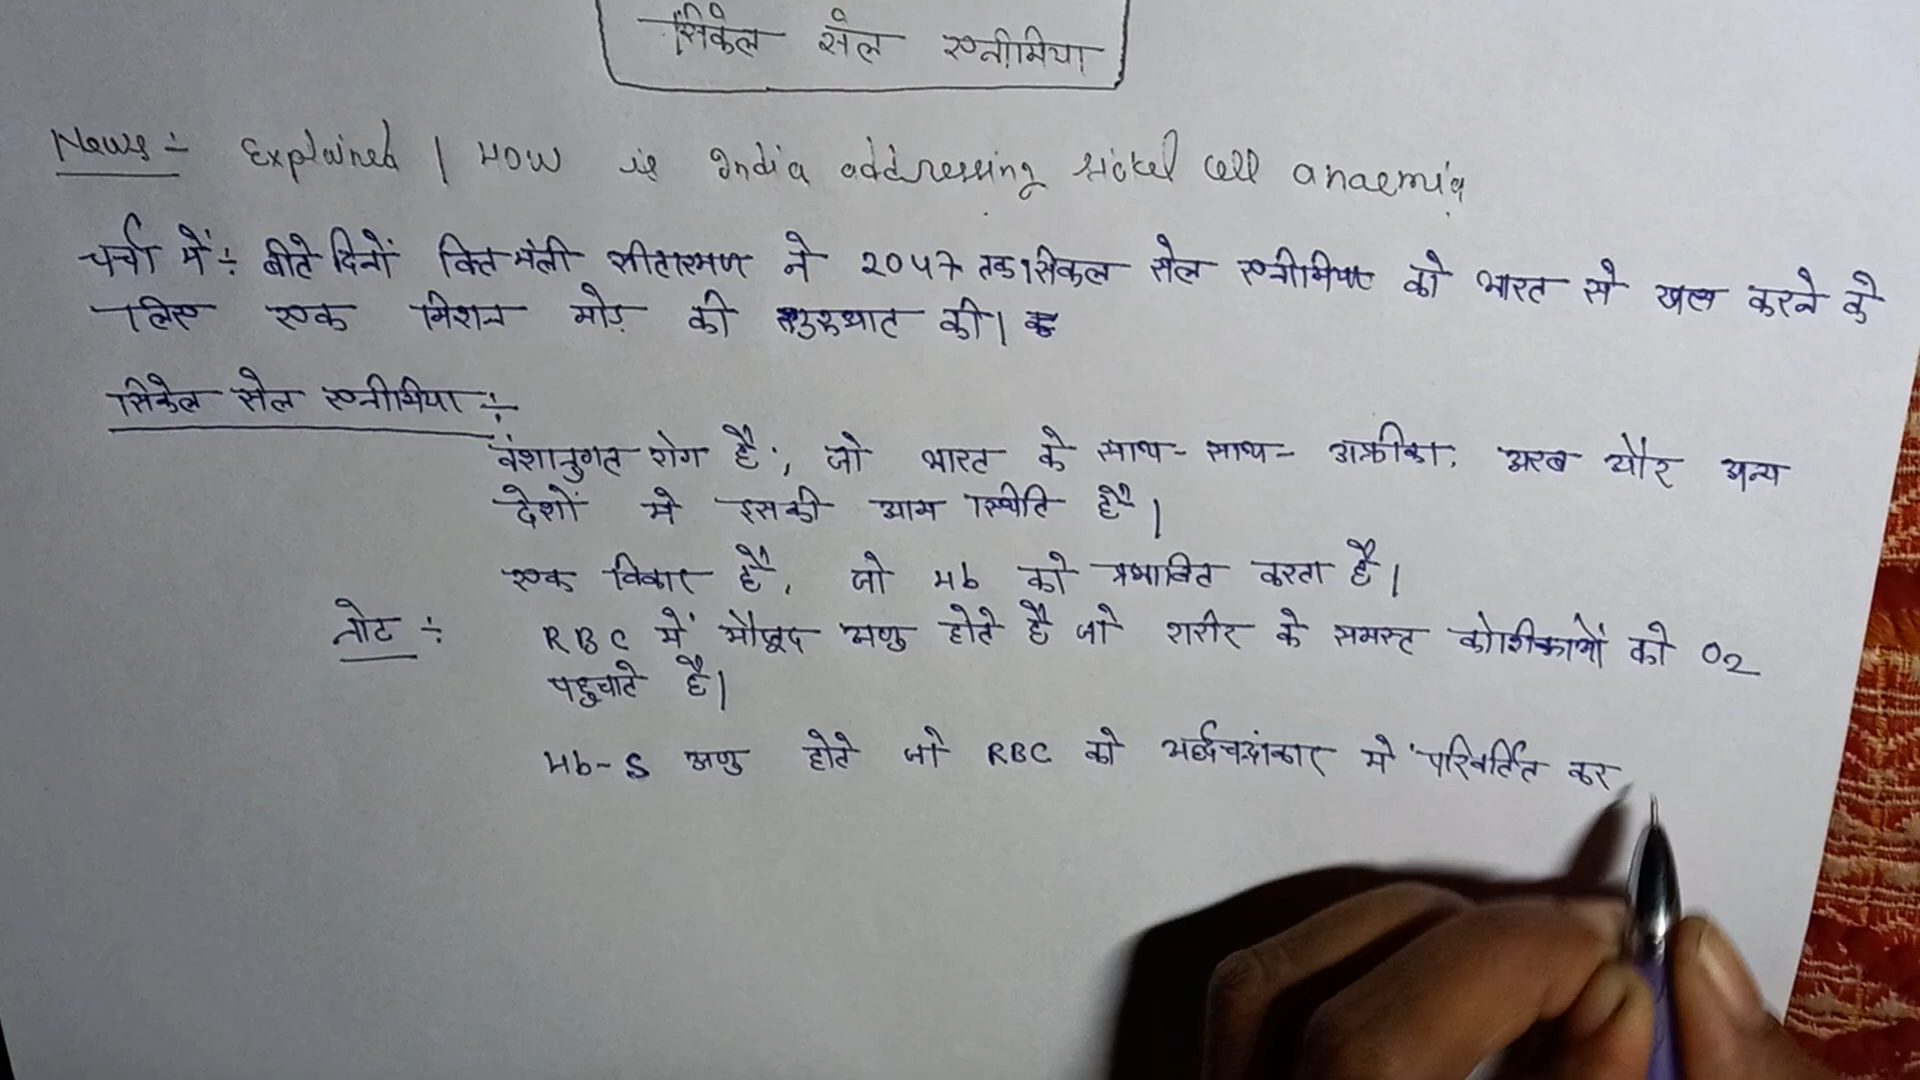 सिकेल सेल एनीमिया
News:- Explained | HOW is India addressing sickel cell anaemia
चर्चा में:- बीते दिनों वित मंत्री सीतारमण ने 2047 तक सिकेल सेल एनीमिया को भारत से खत्म करने के
लिए एक मिशन मोड़ की शुरुआत की।
सिकेल सेल एनीमिया :-
वंशानुगत रोग है, जो भारत के साथ-साथ- अफ्रीका, अरब और अन्य
देशों मे इसकी आम स्थिति है।
एक विकार है, जो Hb को प्रभावित करता है।
नोट :- RBC में मौजूद अणु होते है जो शरीर के समस्त कोशिकाओं को O2
पहुचाते है।
Hb-S अणु होते जो RBC को अर्द्धचन्द्राकार मे परिवर्तित कर